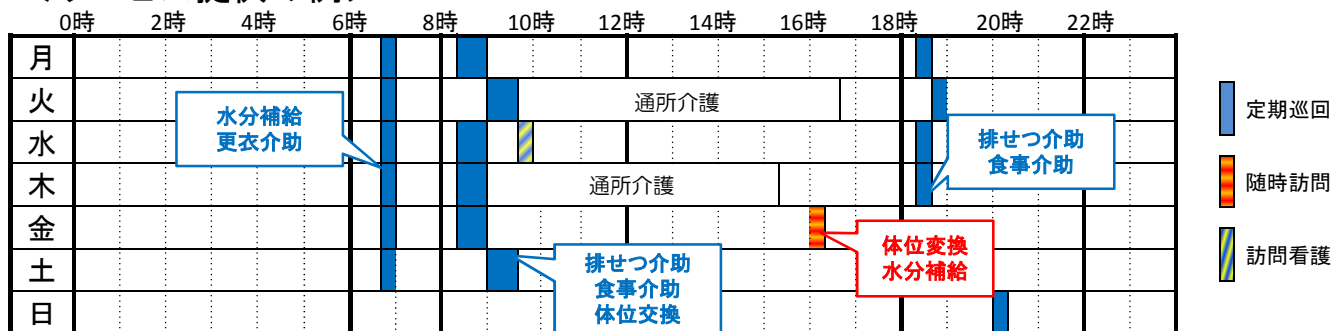 0時 2時 4時 6時 8時 10時 12時 14時 16時 18時 20時 22時
月
火
通所介護
水
木
通所介護
金
土
日
水分補給
更衣介助
排せつ介助
食事介助
体位変換
水分補給
排せつ介助
食事介助
体位交換
定期巡回
随時訪問
訪問看護